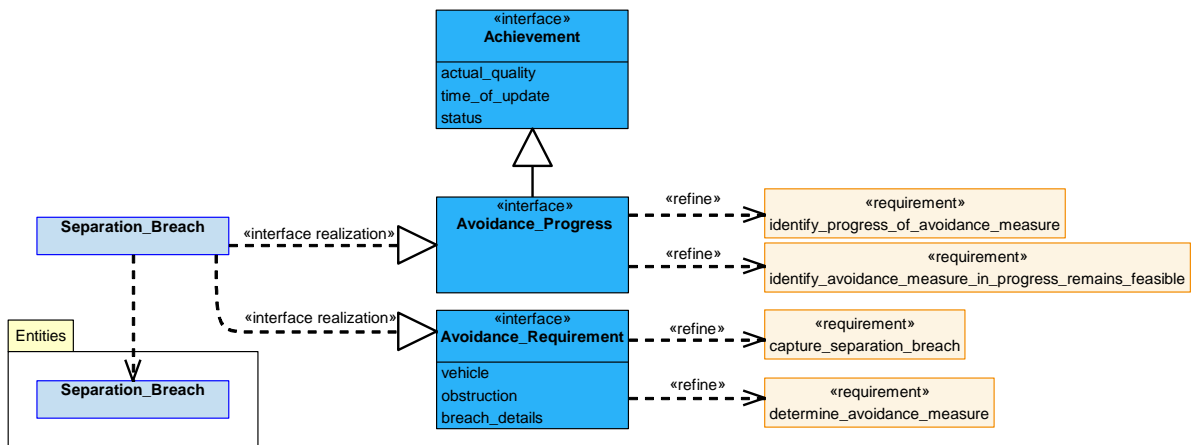 «interface»
Achievement
actual_quality
time_of_update
status
«interface»
Avoidance_Progress
«refine»
«requirement»
identify_progress_of_avoidance_measure
Separation_Breach
«interface realization»
«refine»
«requirement»
identify_avoidance_measure_in_progress_remains_feasible
«interface realization»
«interface»
Avoidance_Requirement
vehicle
obstruction
breach_details
«refine»
«requirement»
capture_separation_breach
«refine»
«requirement»
determine_avoidance_measure
Entities
Separation_Breach